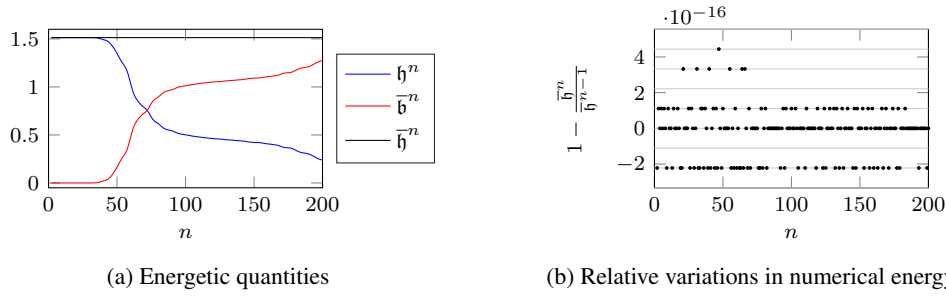 1.5
1
0.5
0
0 50 100 150 200
n
𝔥ⁿ
𝔟̅ⁿ
𝔥̅ⁿ
(a) Energetic quantities
·10⁻¹⁶
4
2
0
−2
1 − 𝔥̅ⁿ/𝔥̅ⁿ⁻¹
0 50 100 150 200
n
(b) Relative variations in numerical energy